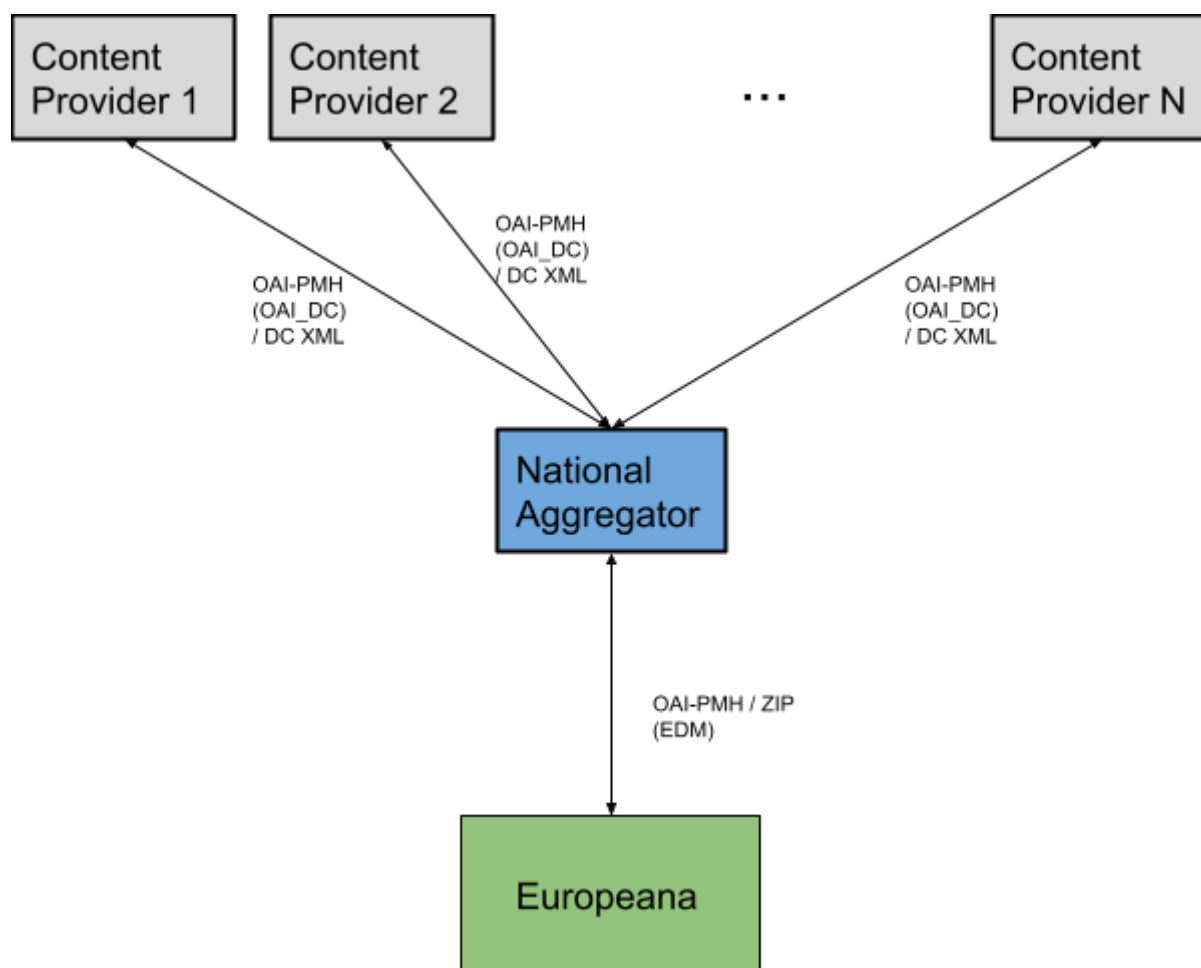 Content
Provider 1
Content
Provider 2
...
Content
Provider N
OAI-PMH
(OAI_DC)
/ DC XML
OAI-PMH
(OAI_DC)
/ DC XML
OAI-PMH
(OAI_DC)
/ DC XML
National
Aggregator
OAI-PMH / ZIP
(EDM)
Europeana